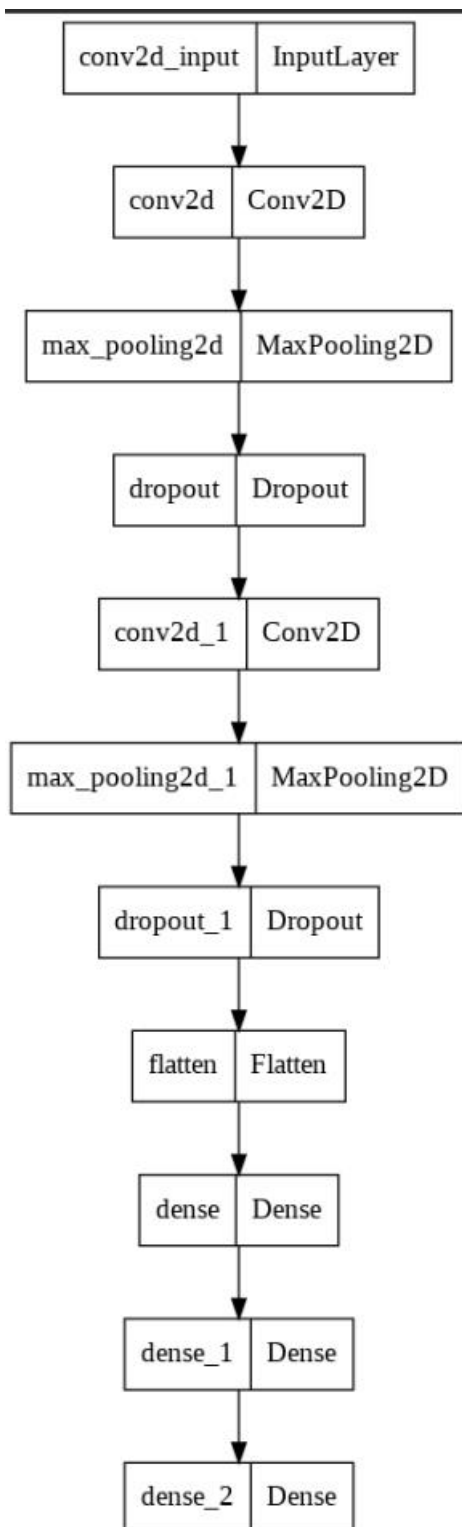 conv2d_input InputLayer
conv2d Conv2D
max_pooling2d MaxPooling2D
dropout Dropout
conv2d_1 Conv2D
max_pooling2d_1 MaxPooling2D
dropout_1 Dropout
flatten Flatten
dense Dense
dense_1 Dense
dense_2 Dense